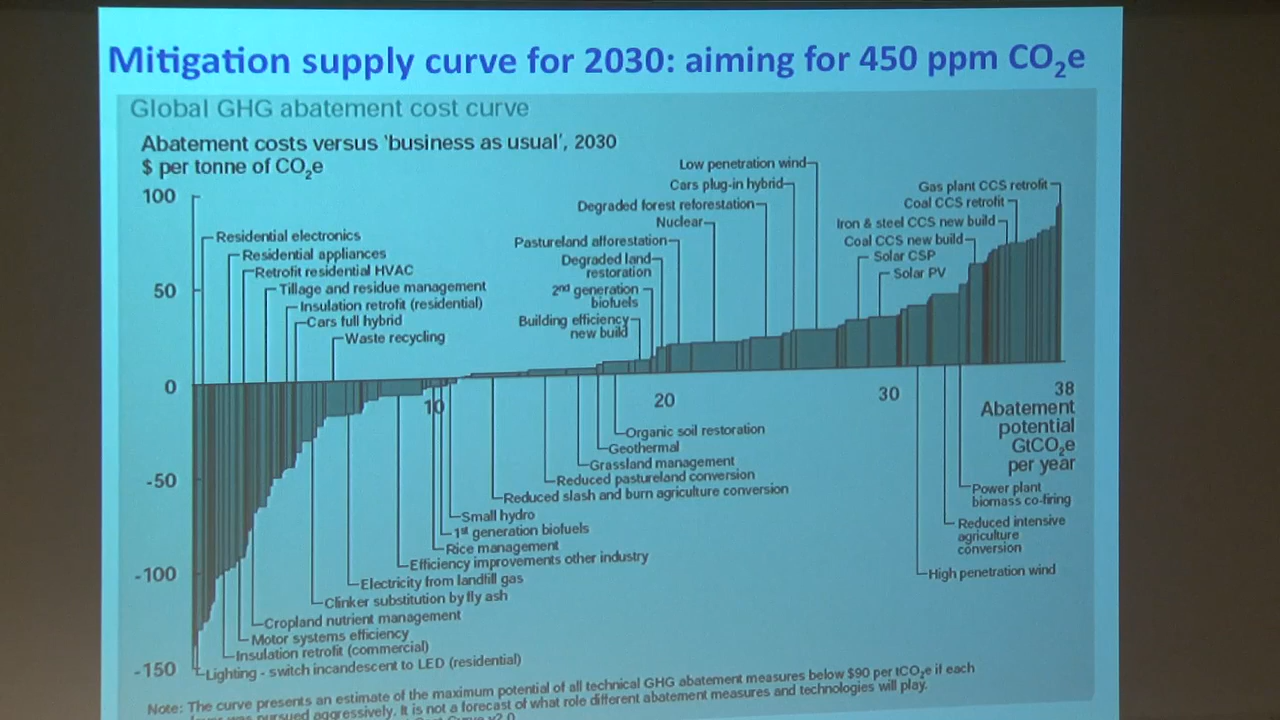 Mitigation supply curve for 2030: aiming for 450 ppm CO₂e
Global GHG abatement cost curve
Abatement costs versus 'business as usual', 2030
$ per tonne of CO₂e
100
50
0
-50
-100
-150
Residential electronics
Residential appliances
Retrofit residential HVAC
Tillage and residue management
Insulation retrofit (residential)
Cars full hybrid
Waste recycling
Low penetration wind
Cars plug-in hybrid
Degraded forest reforestation
Nuclear
Pastureland afforestation
Degraded land
restoration
2nd generation
biofuels
Building efficiency
new build
Gas plant CCS retrofit
Coal CCS retrofit
Iron & steel CCS new build
Coal CCS new build
Solar CSP
Solar PV
10
20
30
38
Abatement
potential
GtCO₂e
per year
Organic soil restoration
Geothermal
Grassland management
Reduced pastureland conversion
Reduced slash and burn agriculture conversion
Small hydro
1st generation biofuels
Rice management
Efficiency improvements other industry
Electricity from landfill gas
Clinker substitution by fly ash
Cropland nutrient management
Motor systems efficiency
Insulation retrofit (commercial)
Lighting - switch incandescent to LED (residential)
Power plant
biomass co-firing
Reduced intensive
agriculture
conversion
High penetration wind
Note: The curve presents an estimate of the maximum potential of all technical GHG abatement measures below $90 per tCO₂e if each
was pursued aggressively. It is not a forecast of what role different abatement measures and technologies will play.